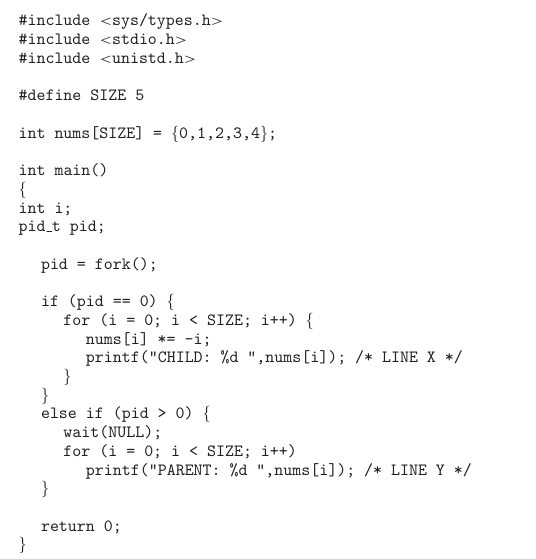 #include <sys/types.h>
#include <stdio.h>
#include <unistd.h>

#define SIZE 5

int nums[SIZE] = {0,1,2,3,4};

int main()
{
int i;
pid_t pid;

   pid = fork();

   if (pid == 0) {
      for (i = 0; i < SIZE; i++) {
         nums[i] *= -i;
         printf("CHILD: %d ",nums[i]); /* LINE X */
      }
   }
   else if (pid > 0) {
      wait(NULL);
      for (i = 0; i < SIZE; i++)
         printf("PARENT: %d ",nums[i]); /* LINE Y */
   }

   return 0;
}